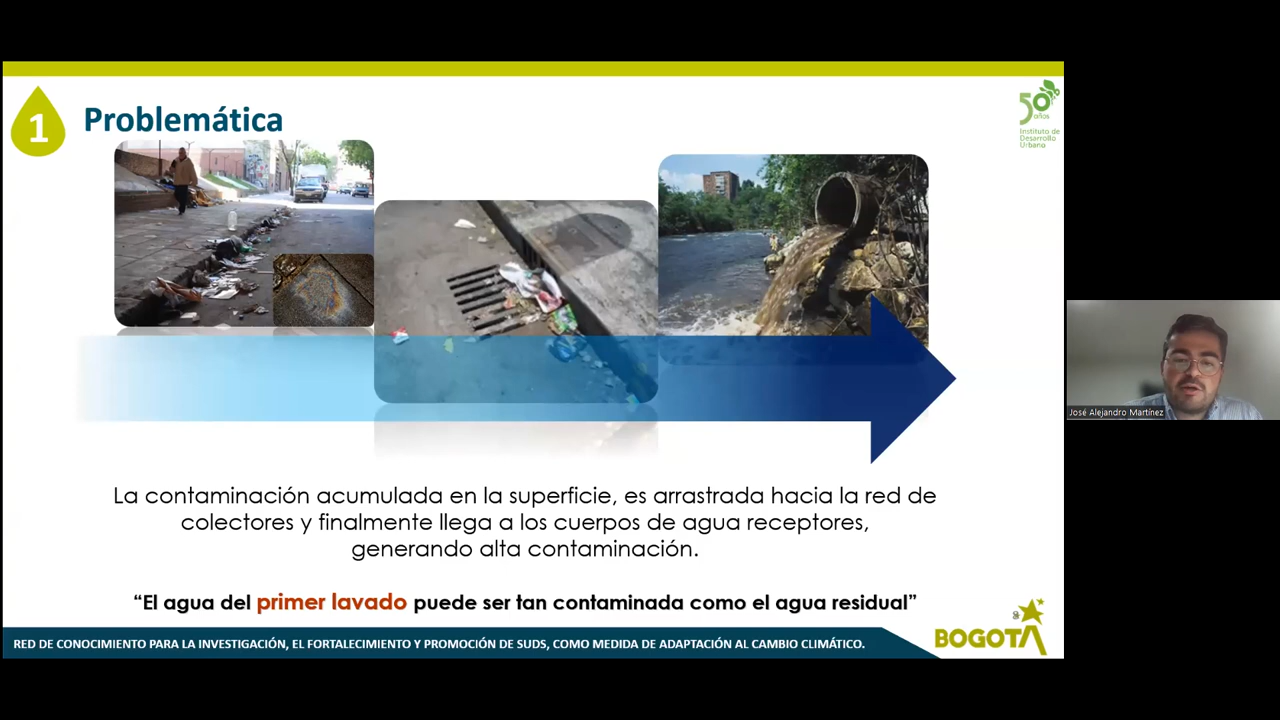 1
Problemática
50
años
Instituto de
Desarrollo
Urbano
José Alejandro Martínez
La contaminación acumulada en la superficie, es arrastrada hacia la red de
colectores y finalmente llega a los cuerpos de agua receptores,
generando alta contaminación.
“El agua del primer lavado puede ser tan contaminada como el agua residual”
RED DE CONOCIMIENTO PARA LA INVESTIGACIÓN, EL FORTALECIMIENTO Y PROMOCIÓN DE SUDS, COMO MEDIDA DE ADAPTACIÓN AL CAMBIO CLIMÁTICO.
BOGOTÁ